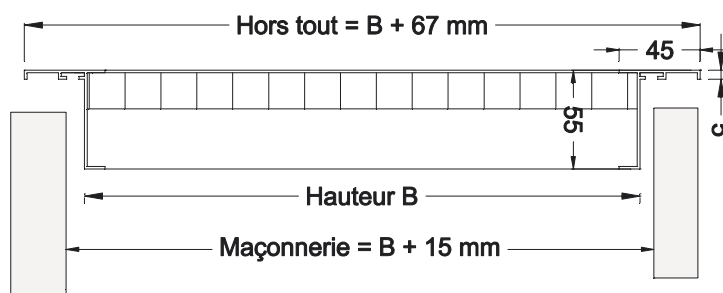 Hors tout = B + 67 mm
45
55
5
Hauteur B
Maçonnerie = B + 15 mm